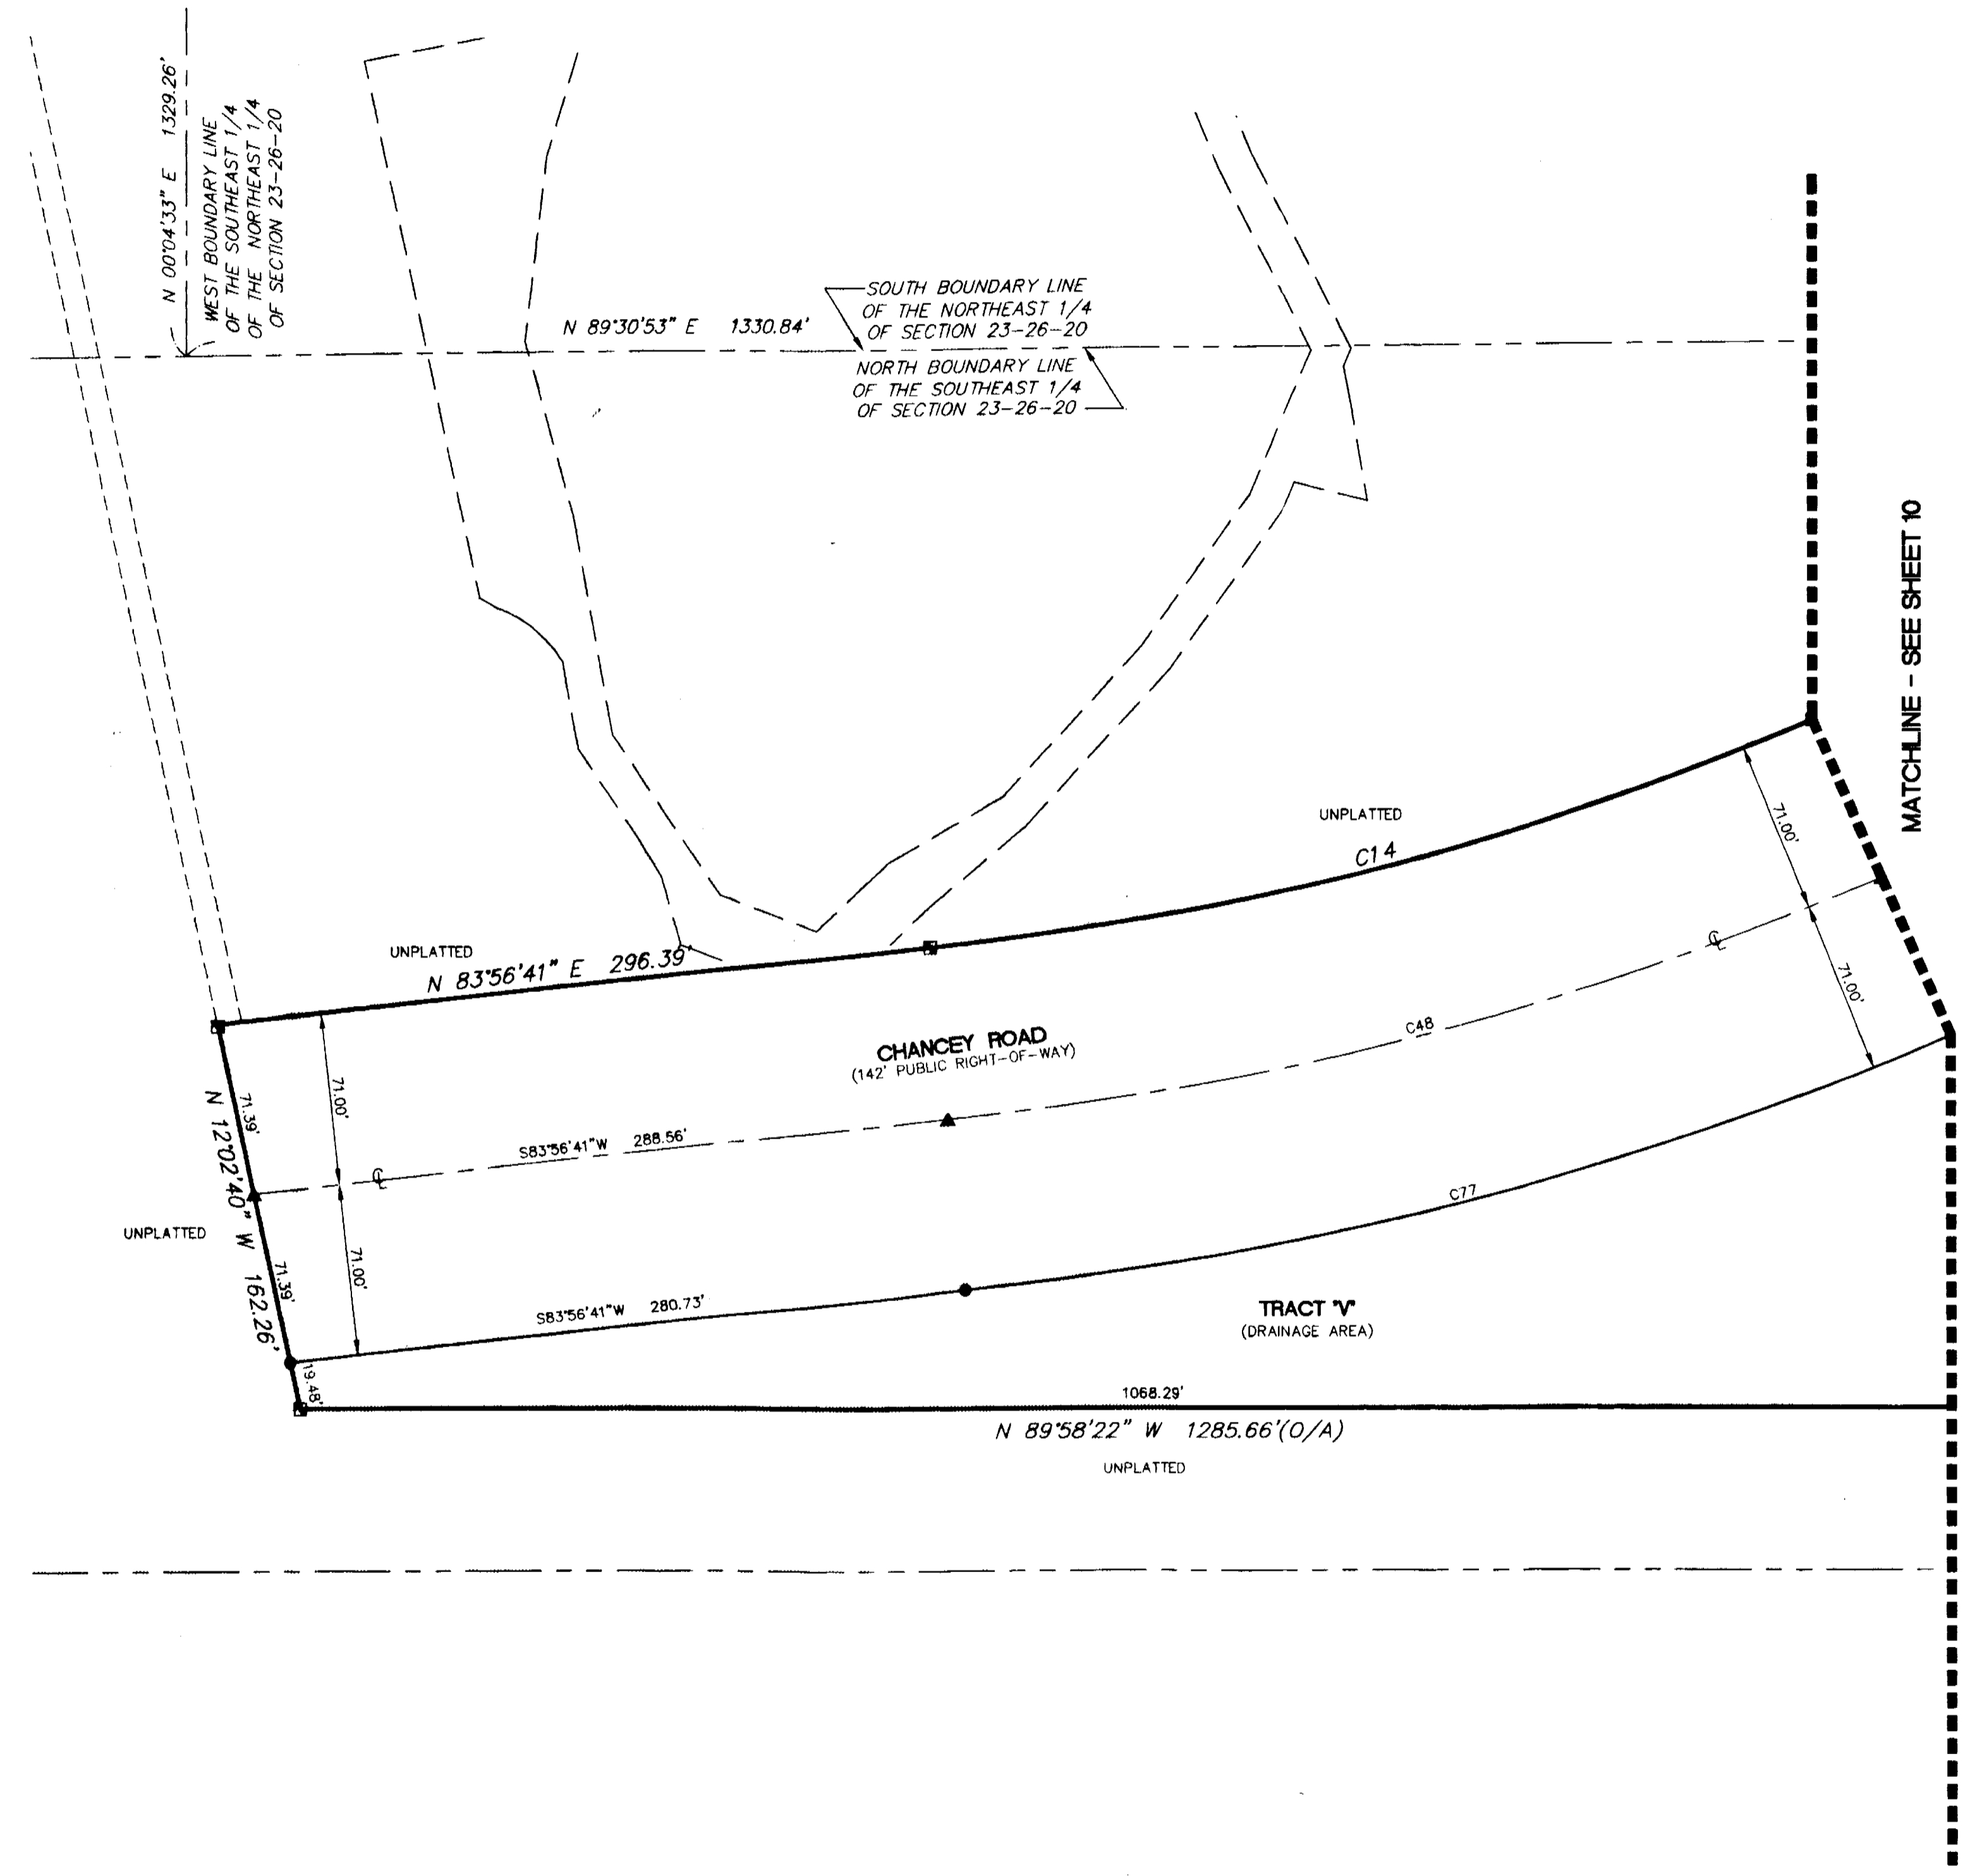 N 00°04'33" E 1329.26'
WEST BOUNDARY LINE
OF THE SOUTHEAST 1/4
OF THE NORTHEAST 1/4
OF SECTION 23-26-20
N 89°30'53" E 1330.84'
SOUTH BOUNDARY LINE
OF THE NORTHEAST 1/4
OF SECTION 23-26-20
NORTH BOUNDARY LINE
OF THE SOUTHEAST 1/4
OF SECTION 23-26-20
MATCHLINE - SEE SHEET 10
UNPLATTED
C14
71.00'
71.00'
UNPLATTED
N 83°56'41" E 296.39'
CHANCEY ROAD
(142' PUBLIC RIGHT-OF-WAY)
C48
℄
71.00'
71.39'
N 12°02'40" W 162.26'
S83°56'41"W 288.56'
℄
UNPLATTED
71.00'
71.39'
C77
S83°56'41"W 280.73'
TRACT "V"
(DRAINAGE AREA)
19.48'
1068.29'
N 89°58'22" W 1285.66'(O/A)
UNPLATTED